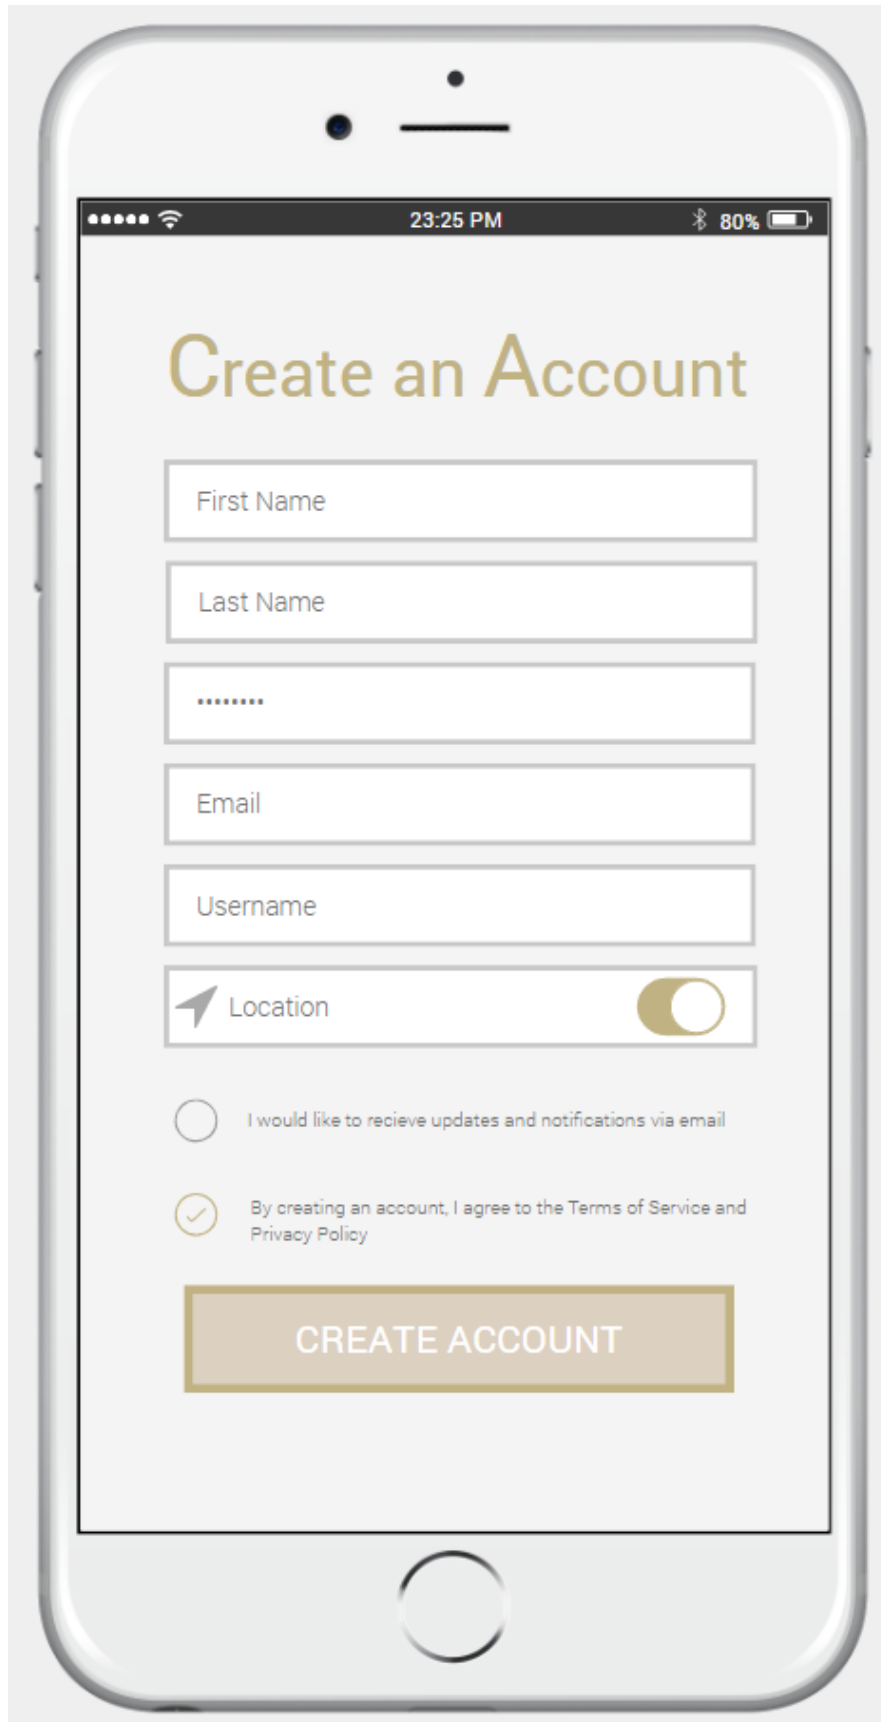 23:25 PM 80%
Create an Account
First Name
Last Name
••••••••
Email
Username
Location
I would like to recieve updates and notifications via email
By creating an account, I agree to the Terms of Service and
Privacy Policy
CREATE ACCOUNT